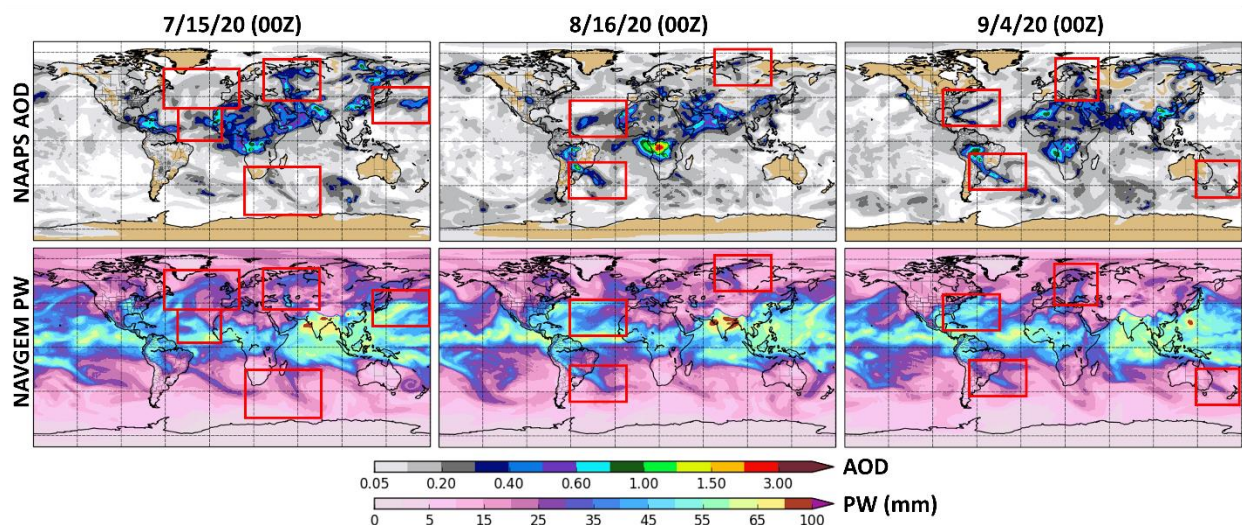 7/15/20 (00Z) 8/16/20 (00Z) 9/4/20 (00Z)
NAAPS AOD
NAVGEM PW
0.05 0.20 0.40 0.60 1.00 1.50 3.00 AOD
0 5 15 25 35 45 55 65 100 PW (mm)